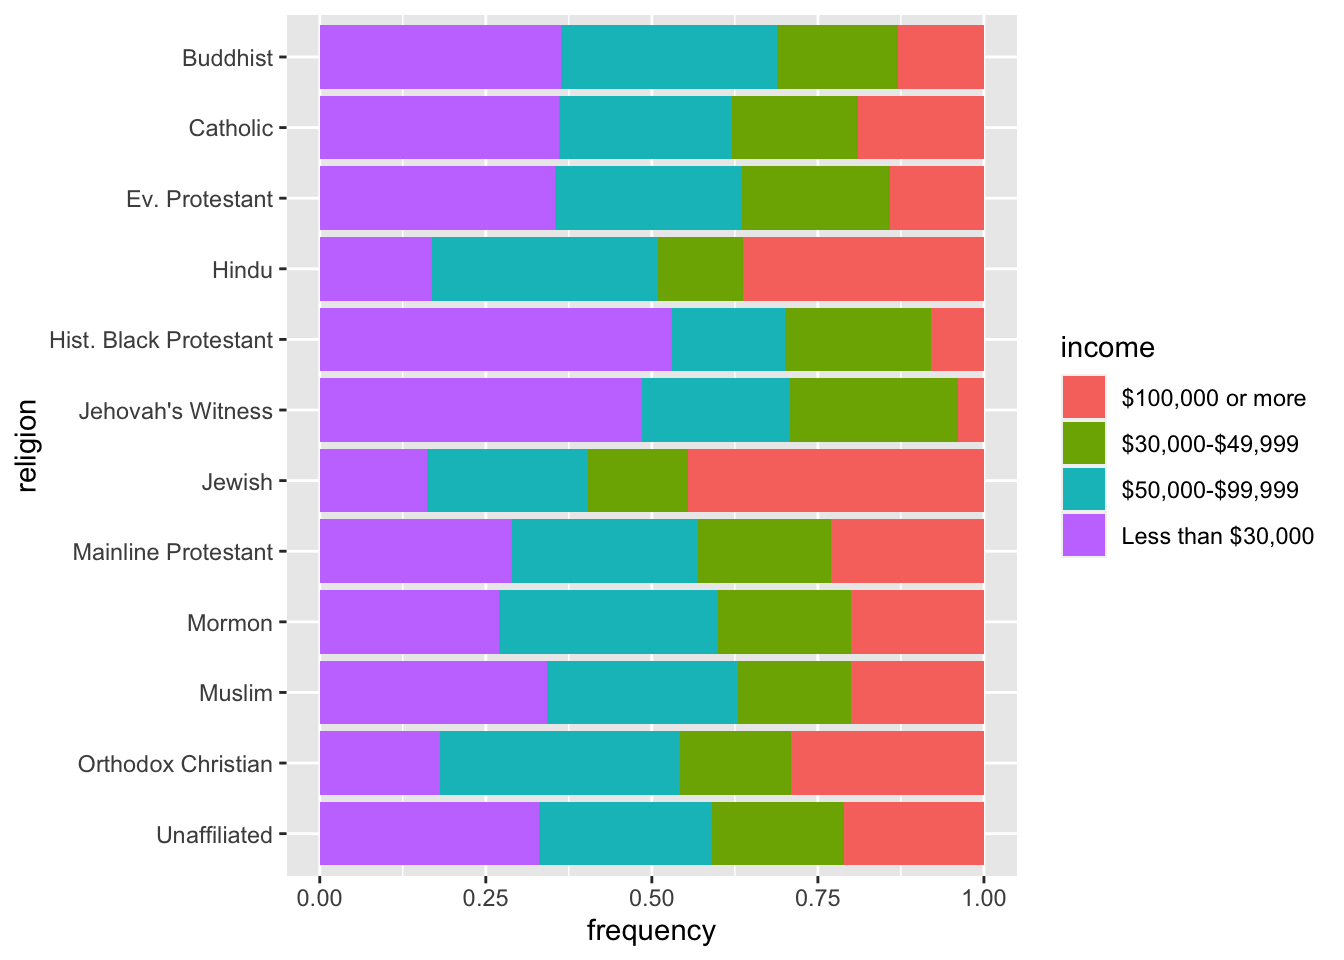 Buddhist
Catholic
Ev. Protestant
Hindu
Hist. Black Protestant
Jehovah's Witness
Jewish
Mainline Protestant
Mormon
Muslim
Orthodox Christian
Unaffiliated
religion
0.00 0.25 0.50 0.75 1.00
frequency
income
$100,000 or more
$30,000-$49,999
$50,000-$99,999
Less than $30,000